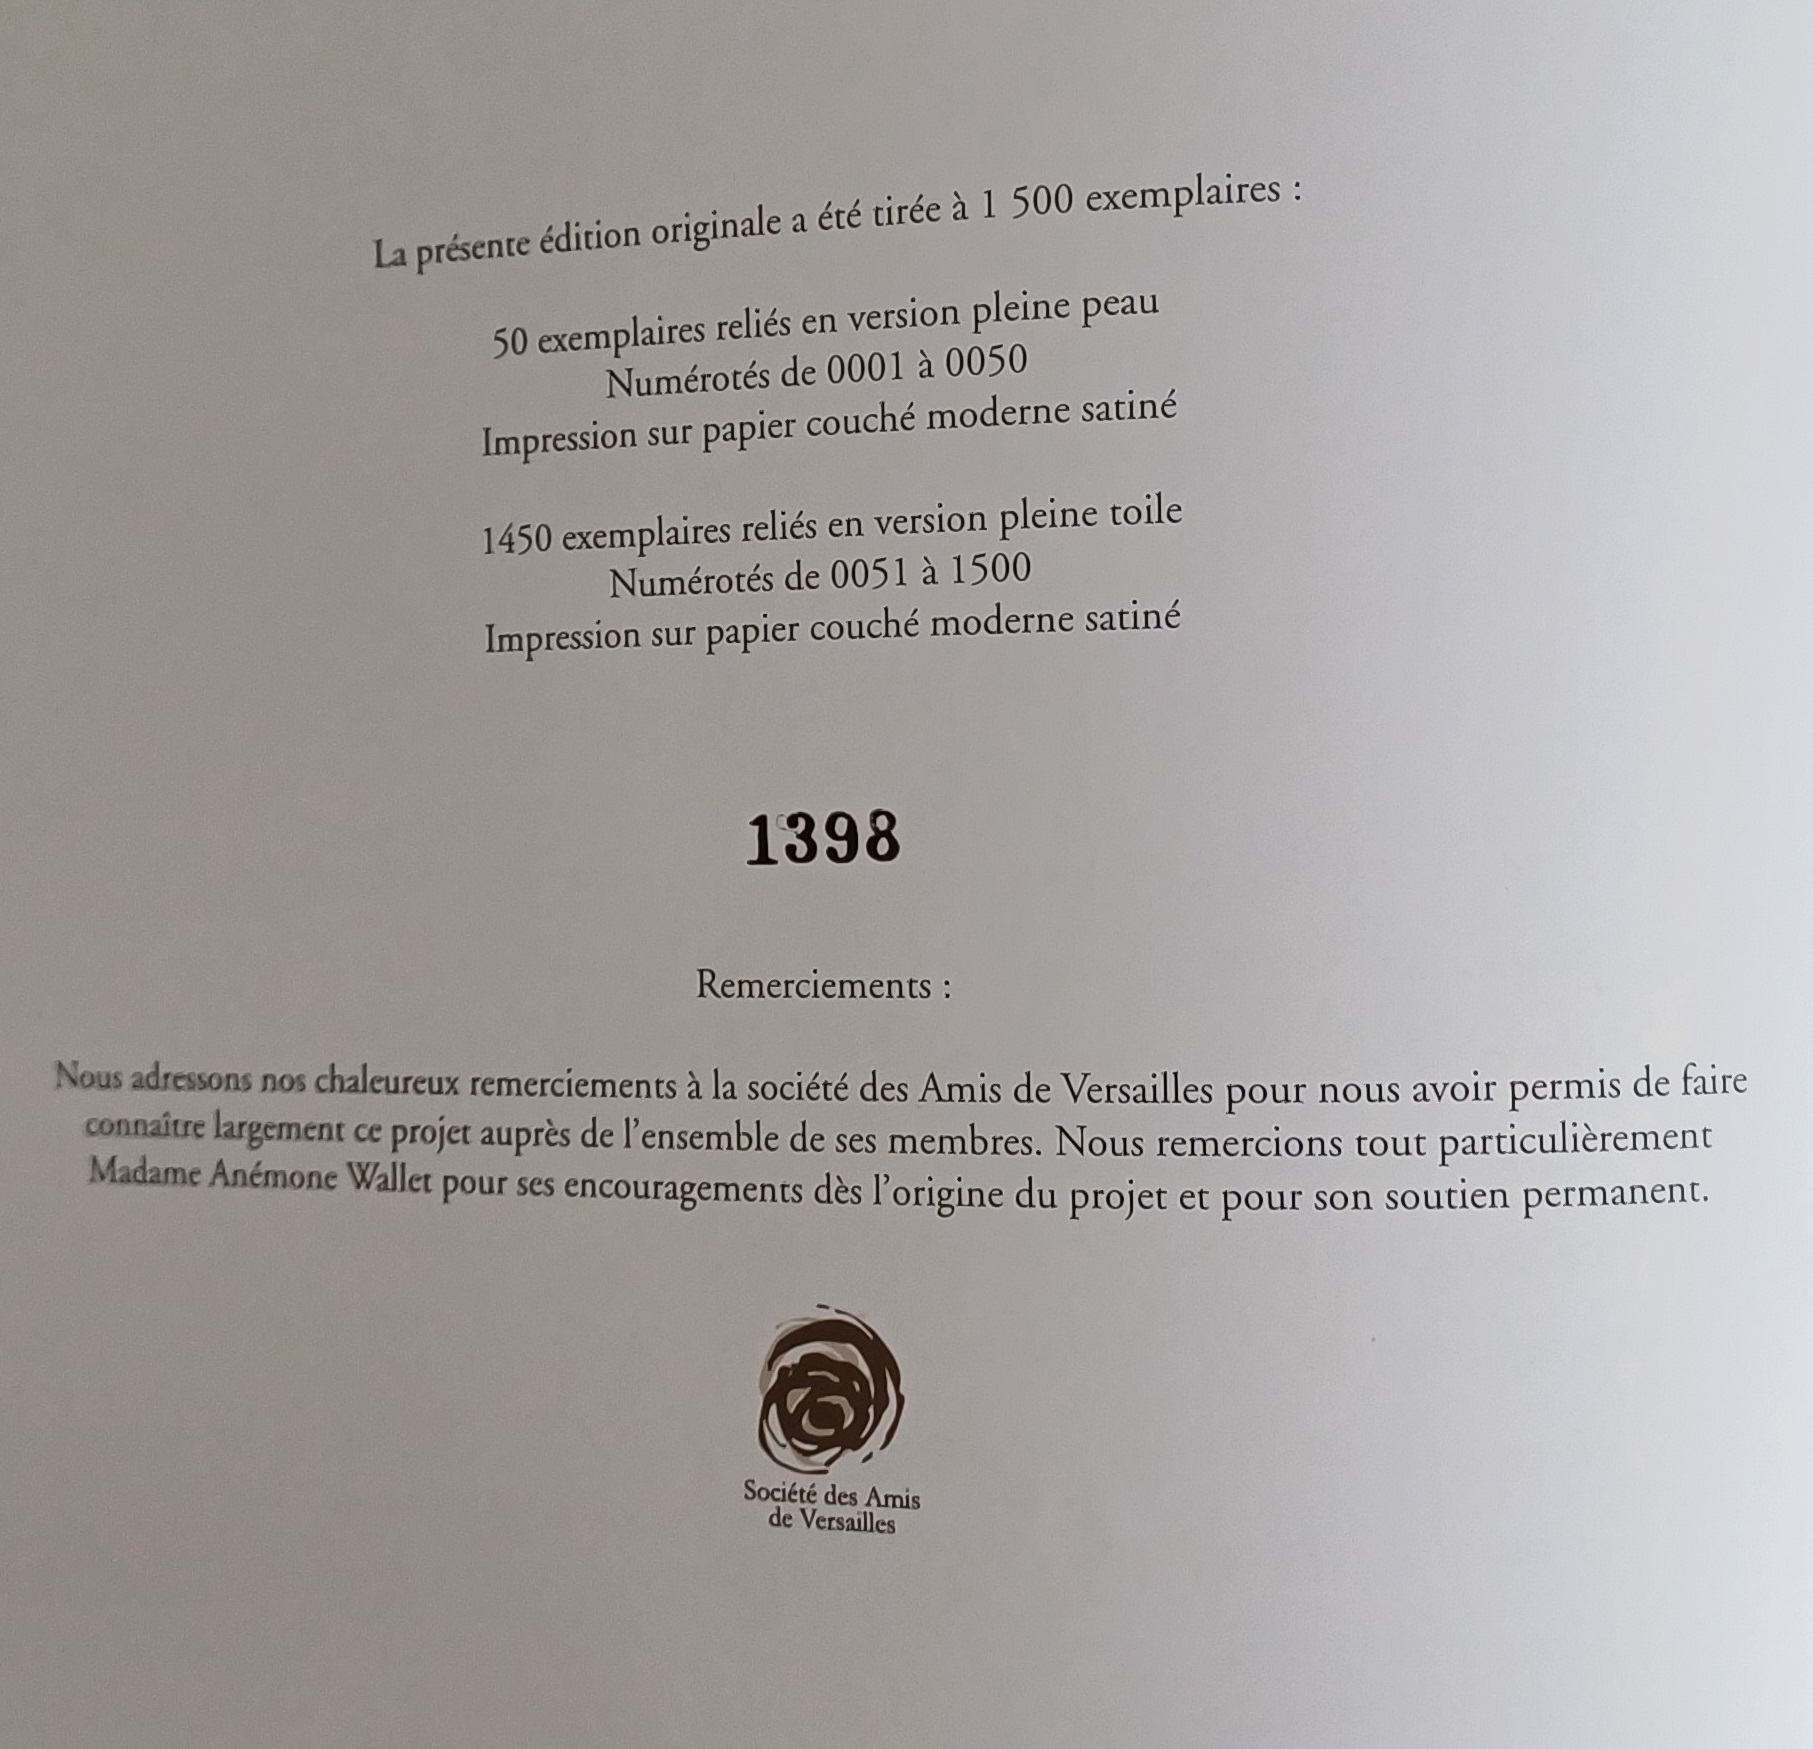 La présente édition originale a été tirée à 1 500 exemplaires :
50 exemplaires reliés en version pleine peau
Numérotés de 0001 à 0050
Impression sur papier couché moderne satiné
1450 exemplaires reliés en version pleine toile
Numérotés de 0051 à 1500
Impression sur papier couché moderne satiné
1398
Remerciements :
Nous adressons nos chaleureux remerciements à la société des Amis de Versailles pour nous avoir permis de faire
connaître largement ce projet auprès de l'ensemble de ses membres. Nous remercions tout particulièrement
Madame Anémone Wallet pour ses encouragements dès l'origine du projet et pour son soutien permanent.
Société des Amis
de Versailles